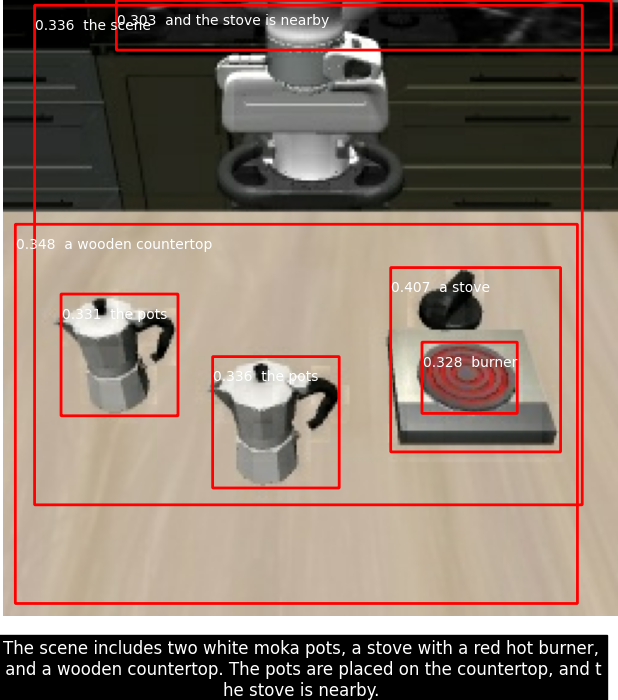 0.336 the scene
0.303 and the stove is nearby
0.348 a wooden countertop
0.407 a stove
0.331 the pots
0.328 burner
0.336 the pots
The scene includes two white moka pots, a stove with a red hot burner,
and a wooden countertop. The pots are placed on the countertop, and t
he stove is nearby.